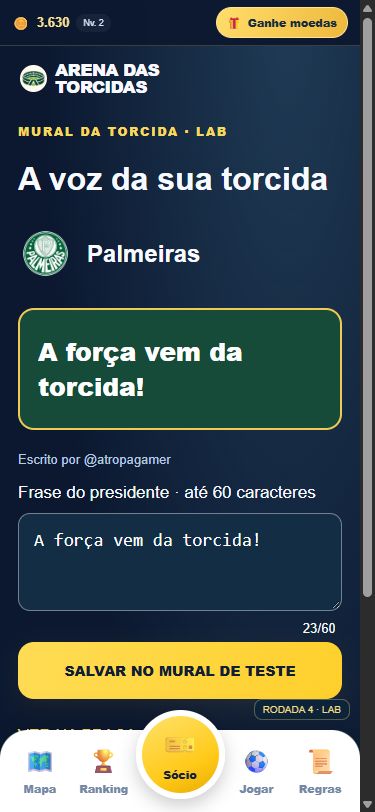 3.630 Nv. 2 Ganhe moedas
ARENA DAS
TORCIDAS
MURAL DA TORCIDA · LAB
A voz da sua torcida
PALMEIRAS
Palmeiras
A força vem da
torcida!
Escrito por @atropagamer
Frase do presidente · até 60 caracteres
A força vem da torcida!
23/60
SALVAR NO MURAL DE TESTE
RODADA 4 · LAB
Mapa Ranking Sócio Jogar Regras